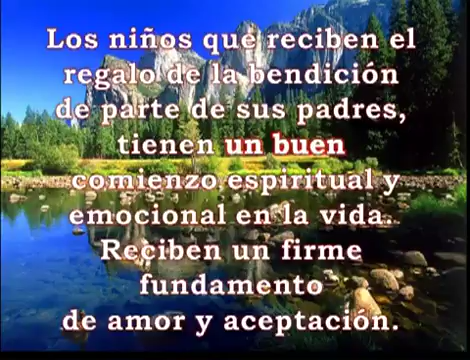 Los niños que reciben el
regalo de la bendición
de parte de sus padres,
tienen un buen
comienzo espiritual y
emocional en la vida.
Reciben un firme
fundamento
de amor y aceptación.